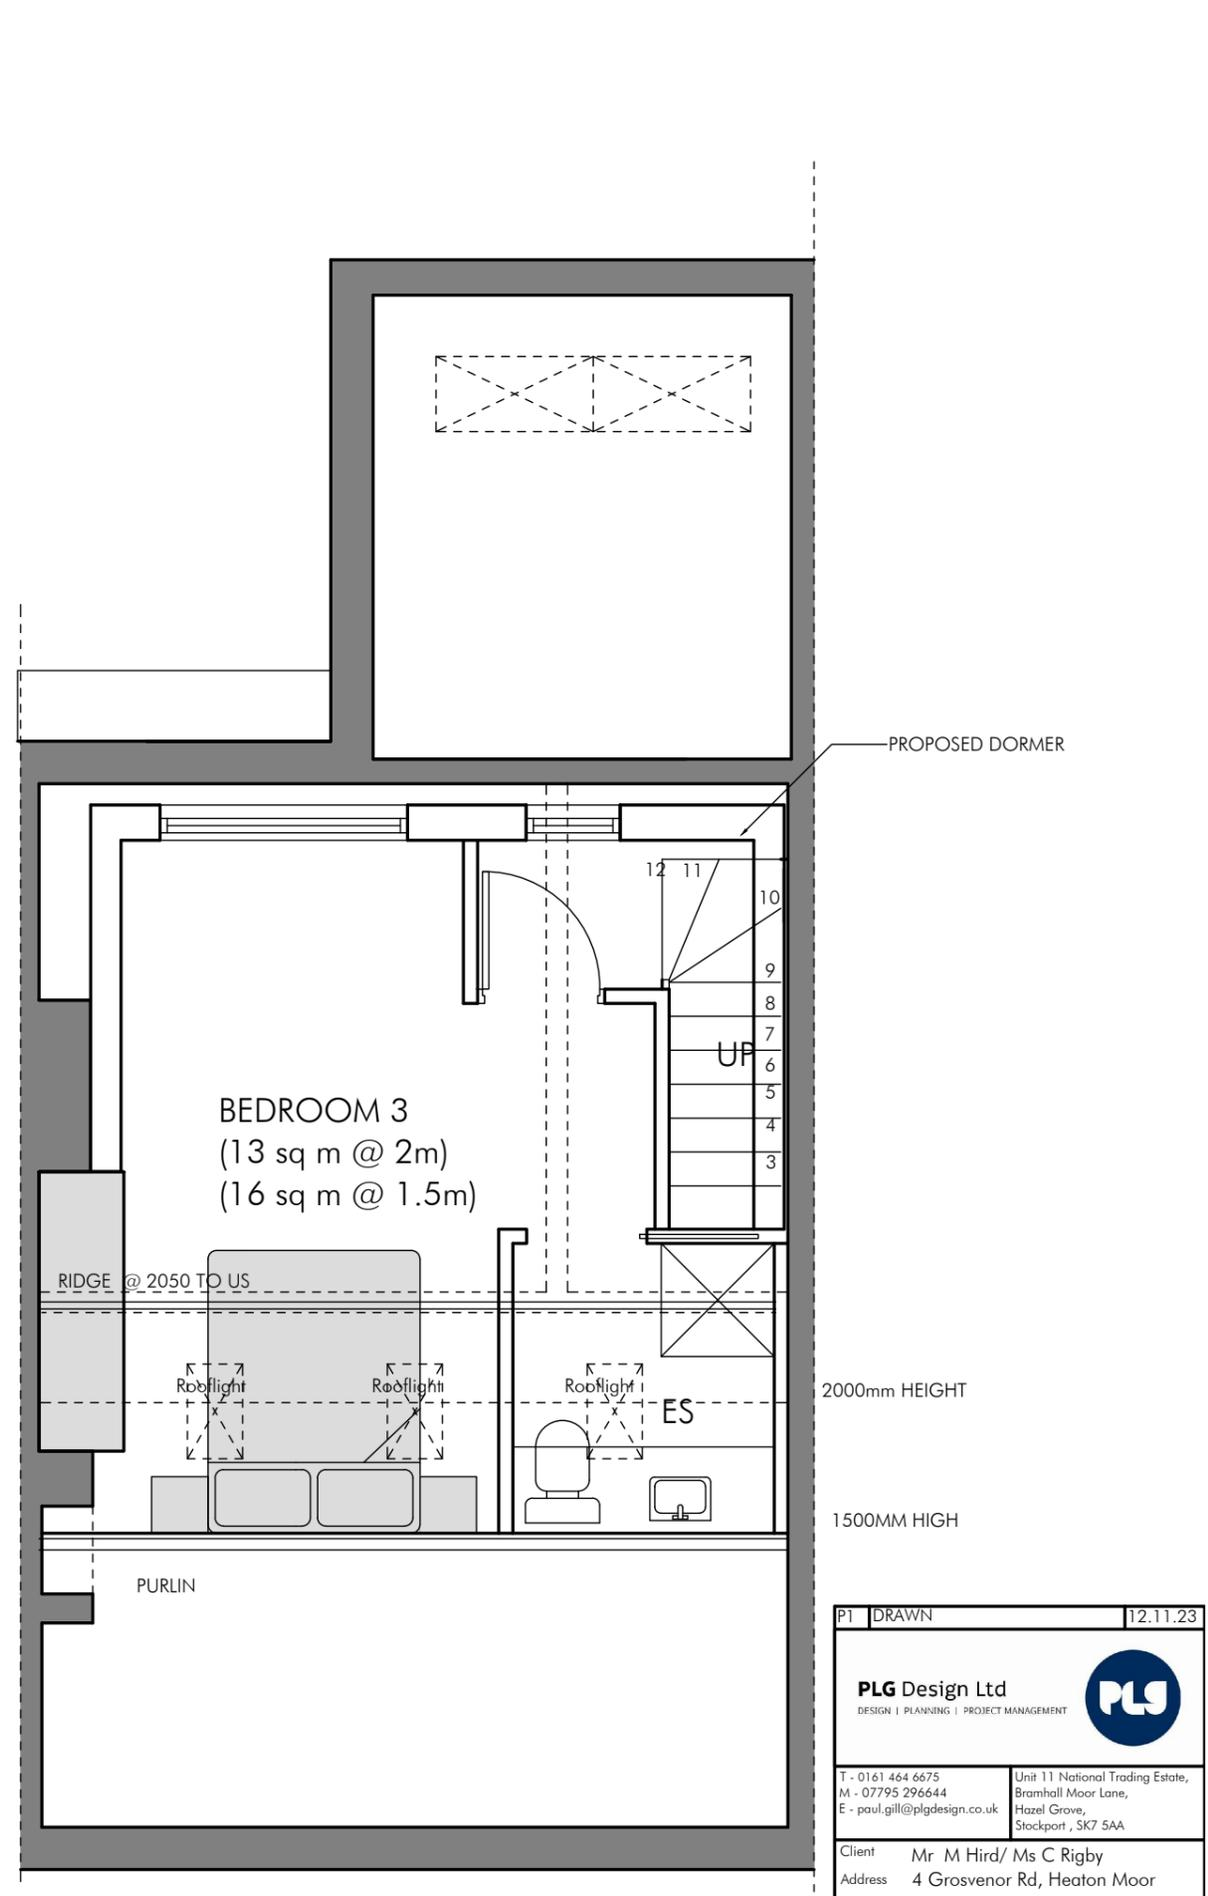 PROPOSED DORMER
12 11
10
9
8
7
UP
6
5
4
3
BEDROOM 3
(13 sq m @ 2m)
(16 sq m @ 1.5m)
RIDGE @ 2050 TO US
Rooflight
Rooflight
Rooflight
ES
2000mm HEIGHT
1500MM HIGH
PURLIN
P1 DRAWN 12.11.23
PLG Design Ltd
DESIGN | PLANNING | PROJECT MANAGEMENT
PLG
T - 0161 464 6675
M - 07795 296644
E - paul.gill@plgdesign.co.uk
Unit 11 National Trading Estate,
Bramhall Moor Lane,
Hazel Grove,
Stockport , SK7 5AA
Client Mr M Hird/ Ms C Rigby
Address 4 Grosvenor Rd, Heaton Moor